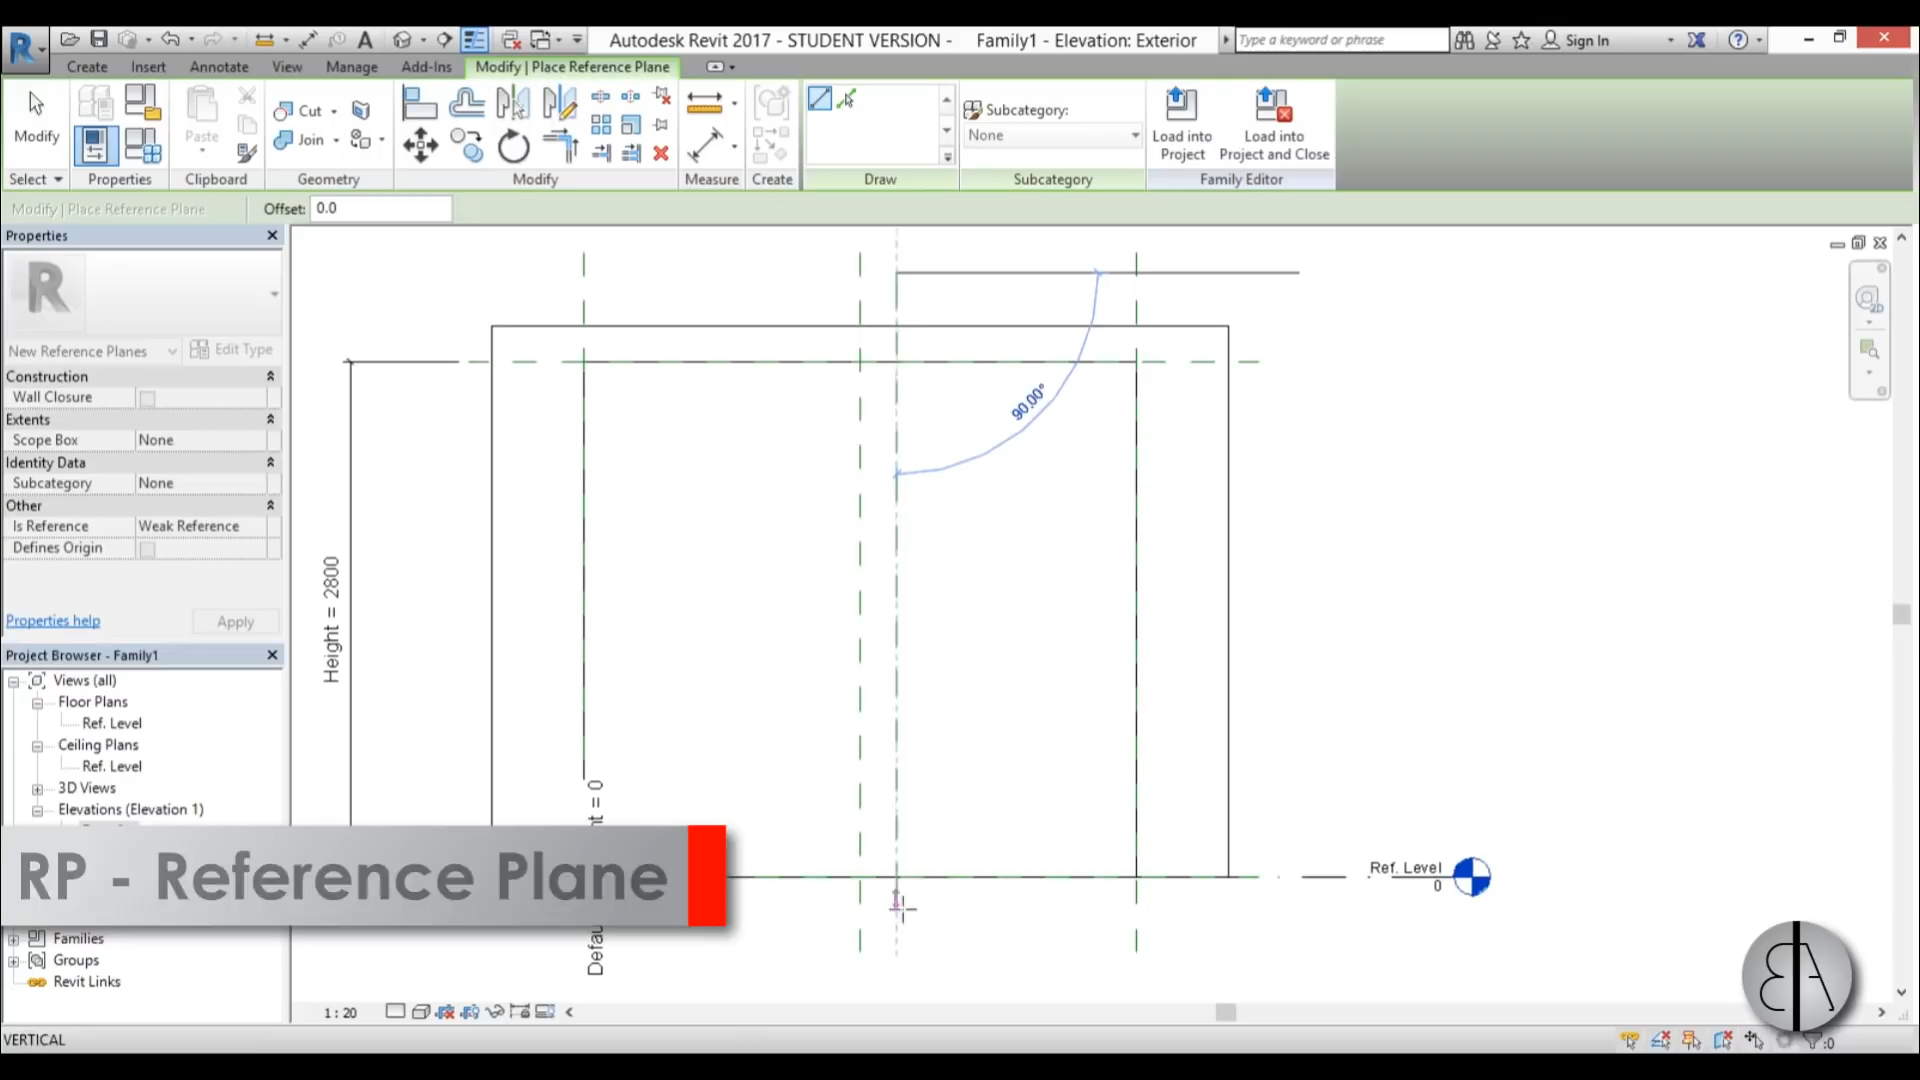 Autodesk Revit 2017 - STUDENT VERSION - Family1 - Elevation: Exterior
Type a keyword or phrase
Sign In
Create Insert Annotate View Manage Add-Ins Modify | Place Reference Plane
Modify
Paste
Cut
Join
Subcategory:
None
Load into
Project
Load into
Project and Close
Select Properties Clipboard Geometry Modify Measure Create Draw Subcategory Family Editor
Modify | Place Reference Plane
Offset: 0.0
Properties
New Reference Planes
Edit Type
Construction
Wall Closure
Extents
Scope Box None
Identity Data
Subcategory None
Other
Is Reference Weak Reference
Defines Origin
Properties help
Apply
Project Browser - Family1
Views (all)
Floor Plans
Ref. Level
Ceiling Plans
Ref. Level
3D Views
Elevations (Elevation 1)
Families
Groups
Revit Links
90.00°
Height = 2800
Ref. Level
0
RP - Reference Plane
1 : 20
VERTICAL
:0